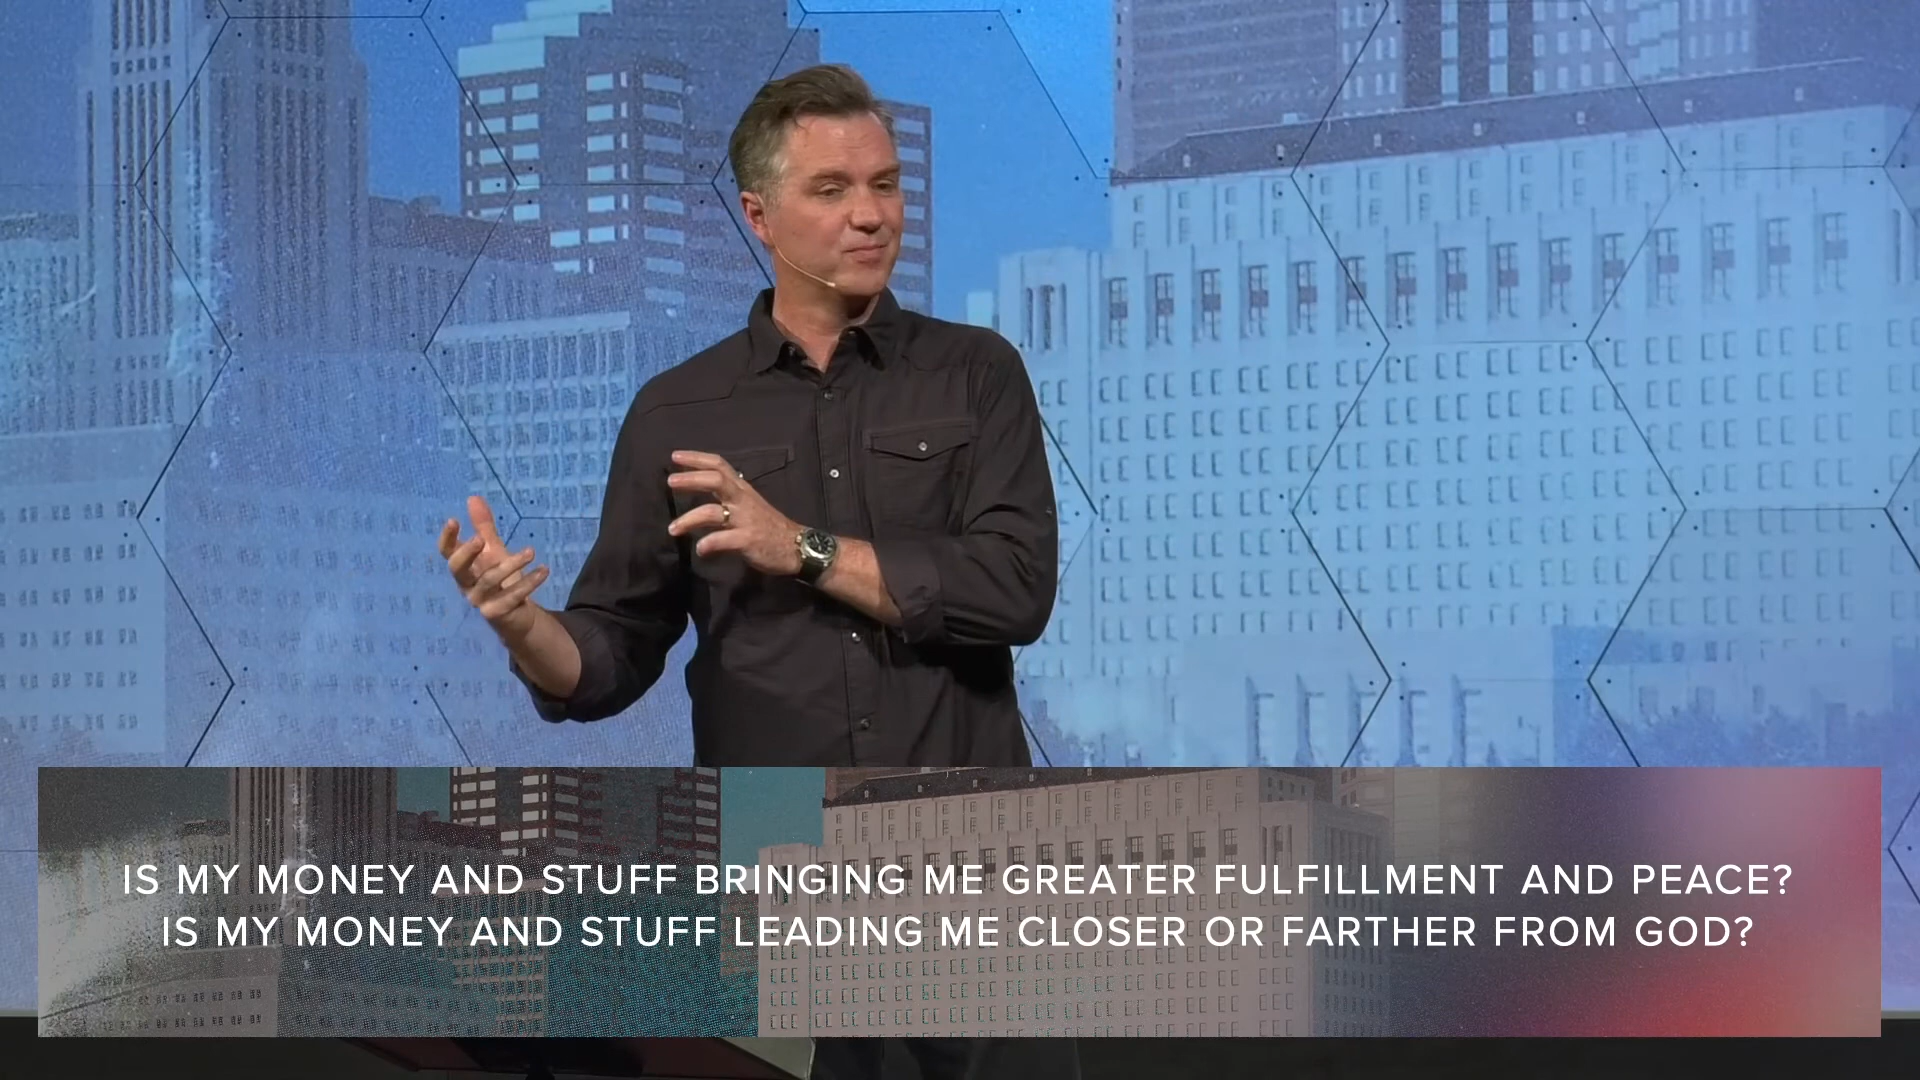 IS MY MONEY AND STUFF BRINGING ME GREATER FULFILLMENT AND PEACE?
IS MY MONEY AND STUFF LEADING ME CLOSER OR FARTHER FROM GOD?